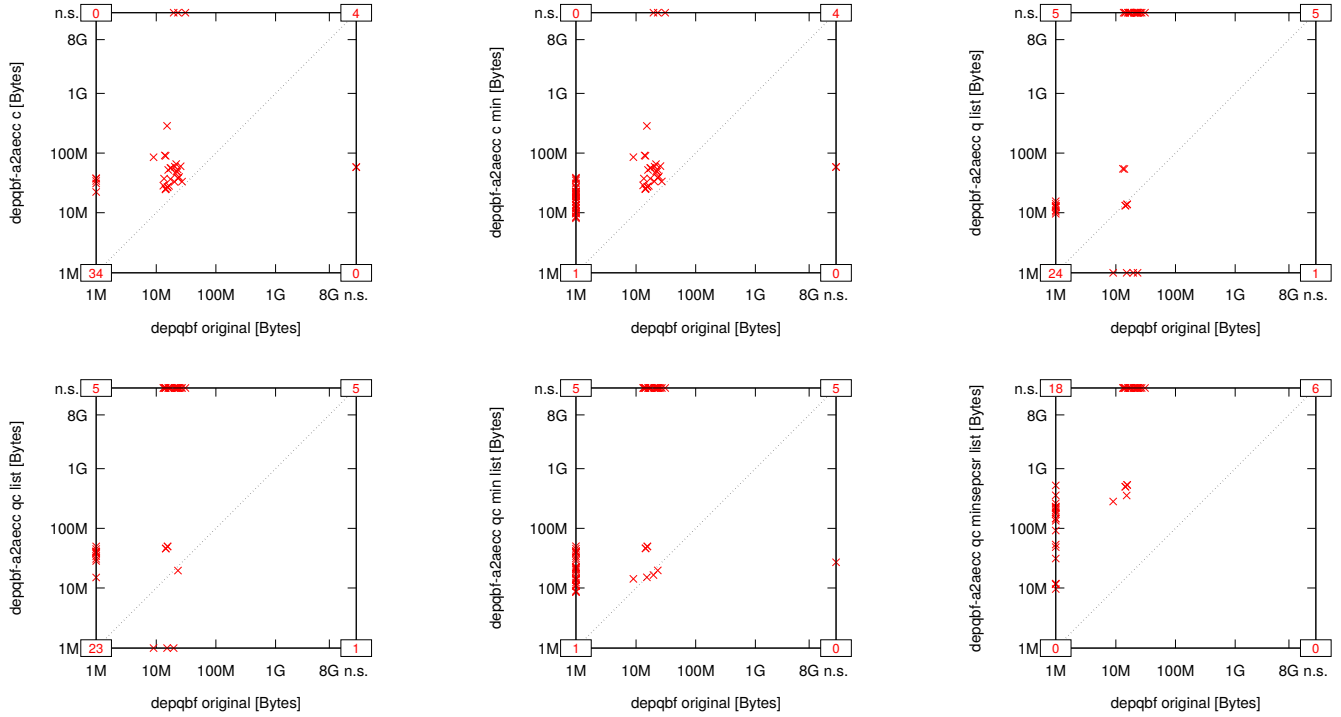 n.s. 0 4
8G
1G
100M
10M
1M 34 0
1M 10M 100M 1G 8G n.s.
depqbf original [Bytes]
depqbf-a2aecc c [Bytes]
n.s. 0 4
8G
1G
100M
10M
1M 1 0
1M 10M 100M 1G 8G n.s.
depqbf original [Bytes]
depqbf-a2aecc c min [Bytes]
n.s. 5 5
8G
1G
100M
10M
1M 24 1
1M 10M 100M 1G 8G n.s.
depqbf original [Bytes]
depqbf-a2aecc q list [Bytes]
n.s. 5 5
8G
1G
100M
10M
1M 23 1
1M 10M 100M 1G 8G n.s.
depqbf original [Bytes]
depqbf-a2aecc qc list [Bytes]
n.s. 5 5
8G
1G
100M
10M
1M 1 0
1M 10M 100M 1G 8G n.s.
depqbf original [Bytes]
depqbf-a2aecc qc min list [Bytes]
n.s. 18 6
8G
1G
100M
10M
1M 0 0
1M 10M 100M 1G 8G n.s.
depqbf original [Bytes]
depqbf-a2aecc qc minsepcsr list [Bytes]